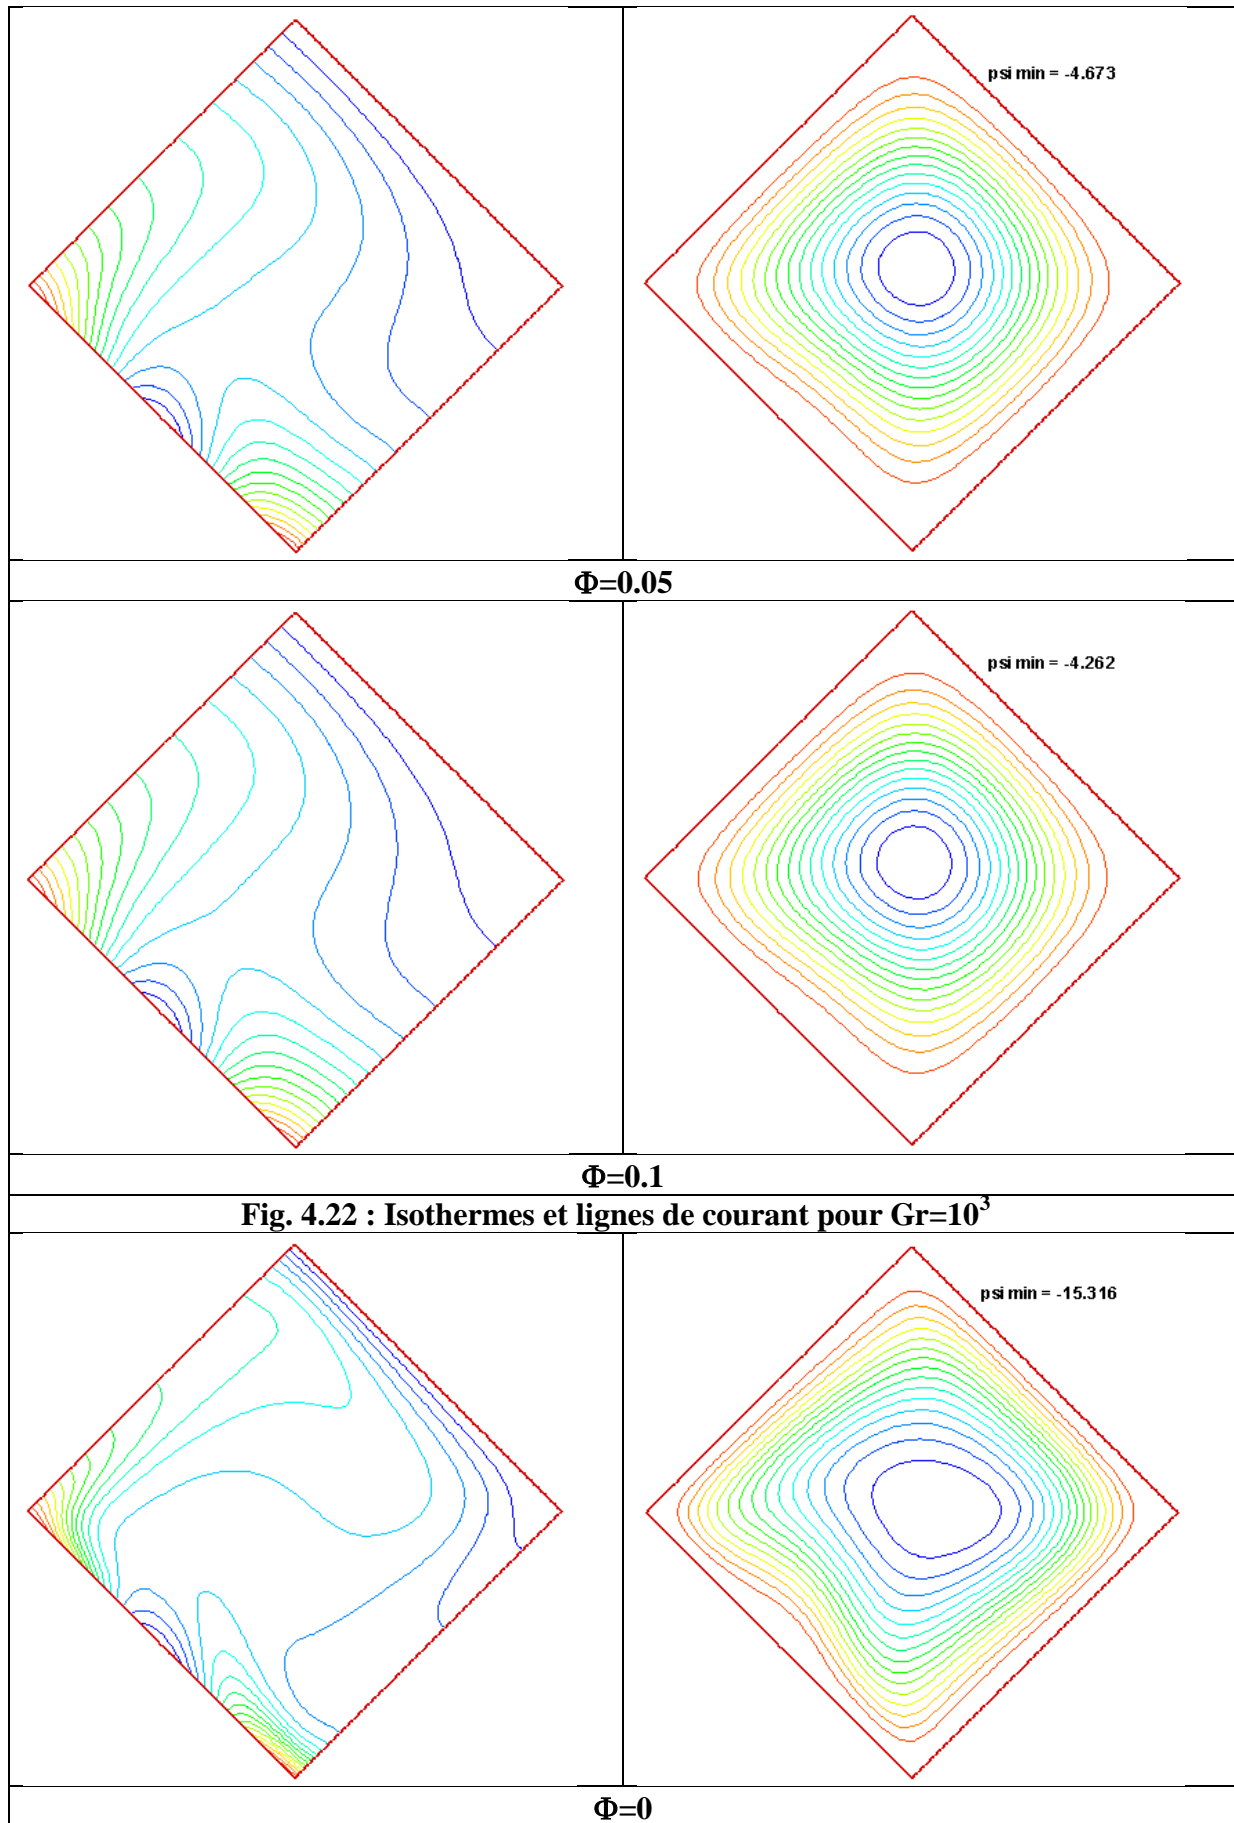 psi min = -4.673
Φ=0.05
psi min = -4.262
Φ=0.1
Fig. 4.22 : Isothermes et lignes de courant pour Gr=10³
psi min = -15.316
Φ=0